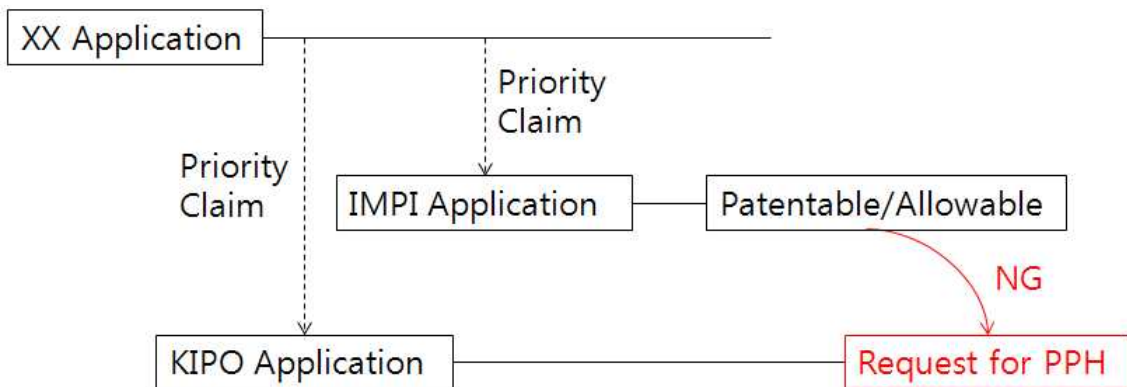 XX Application
Priority
Claim
Priority
Claim
IMPI Application
Patentable/Allowable
NG
KIPO Application
Request for PPH